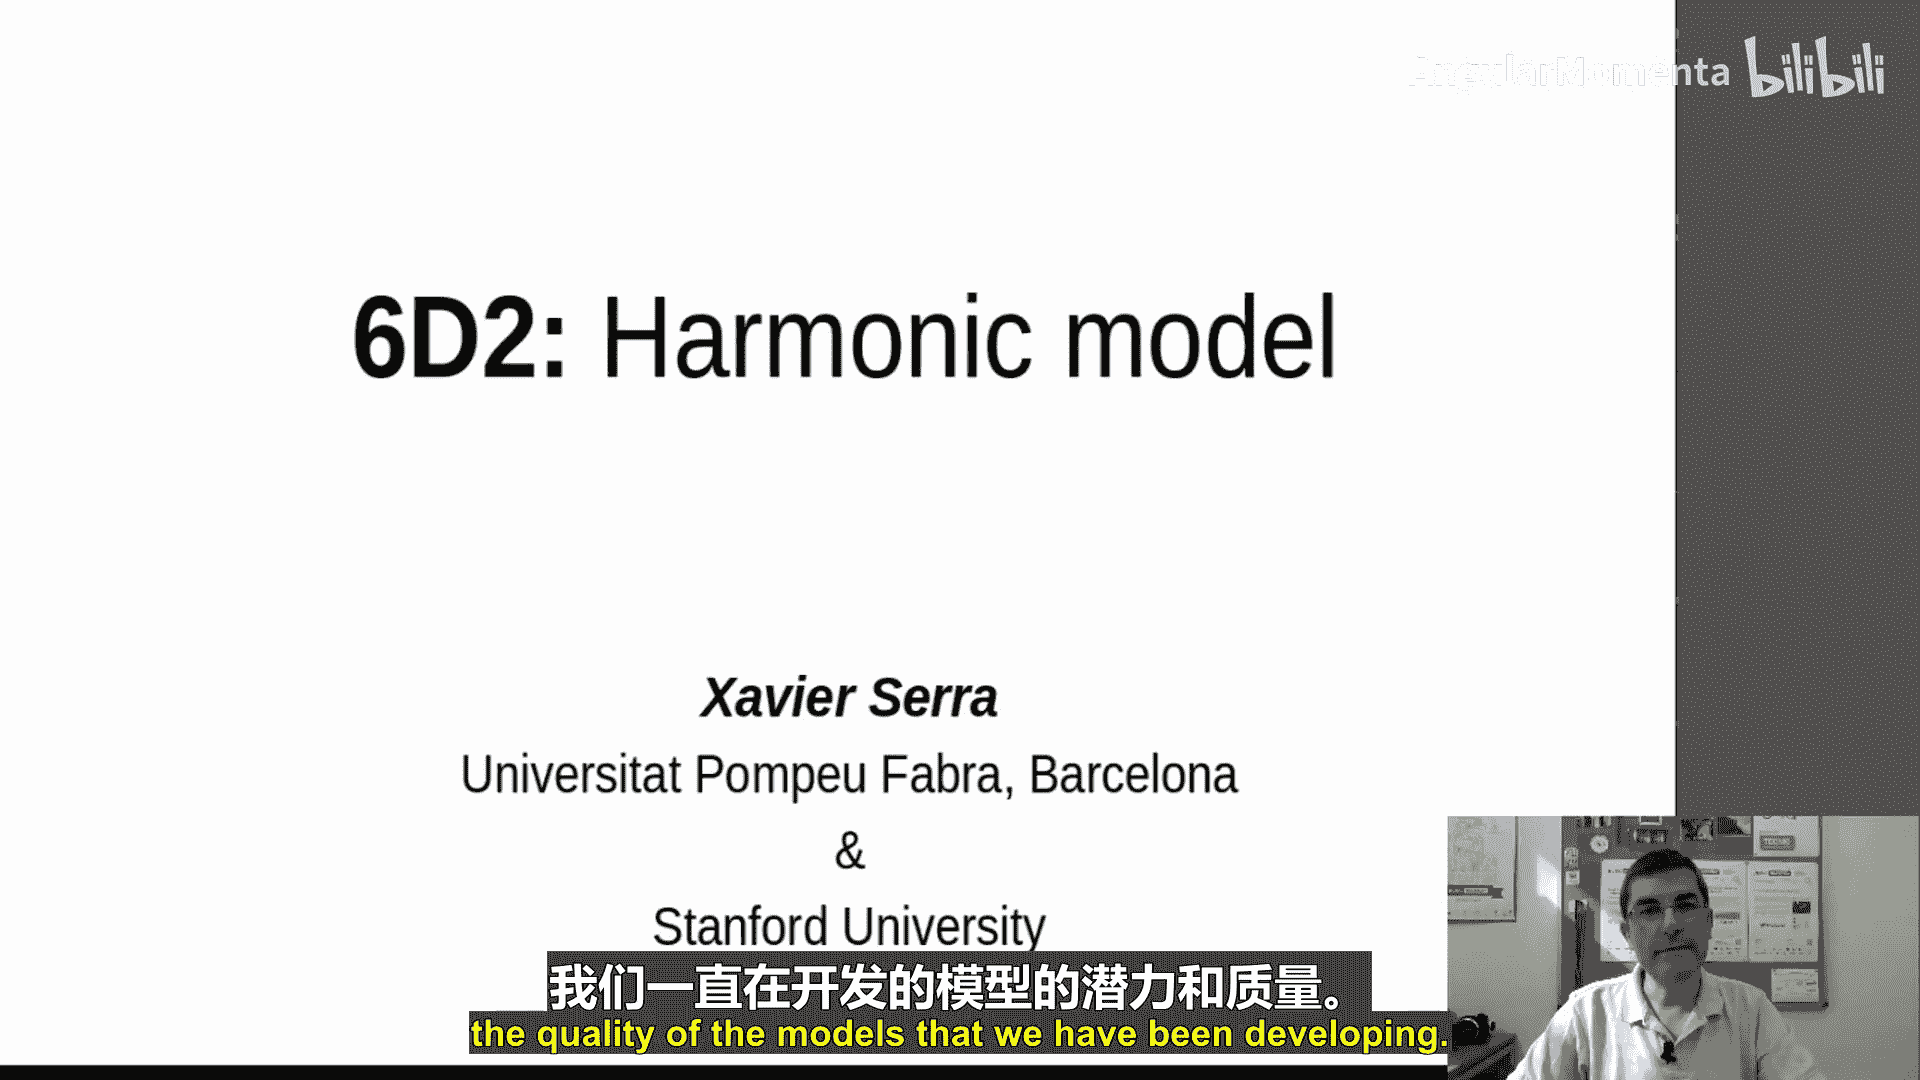 AngularMomenta bilibili
6D2: Harmonic model
Xavier Serra
Universitat Pompeu Fabra, Barcelona
&
Stanford University
我们一直在开发的模型的潜力和质量。
the quality of the models that we have been developing.